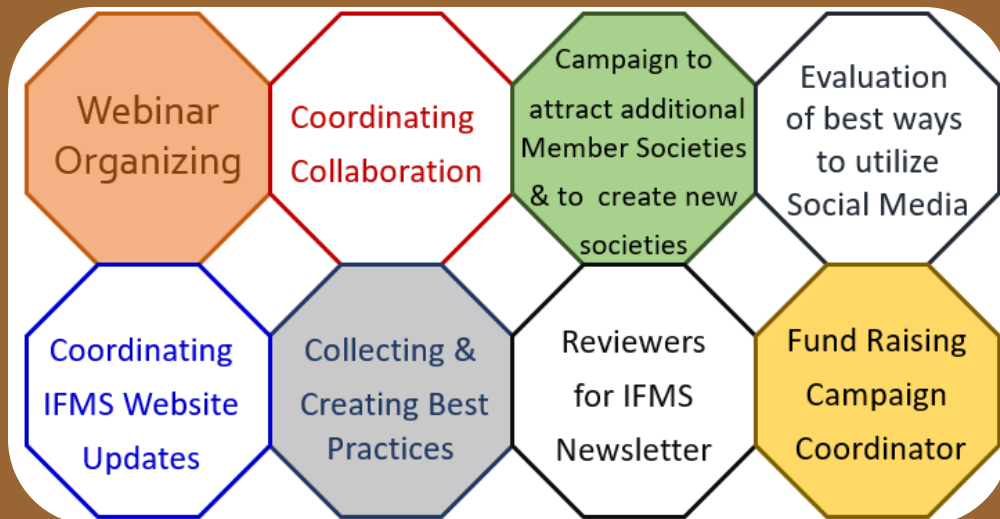 Webinar
Organizing
Coordinating
Collaboration
Campaign to
attract additional
Member Societies
& to create new
societies
Evaluation
of best ways
to utilize
Social Media
Coordinating
IFMS Website
Updates
Collecting &
Creating Best
Practices
Reviewers
for IFMS
Newsletter
Fund Raising
Campaign
Coordinator